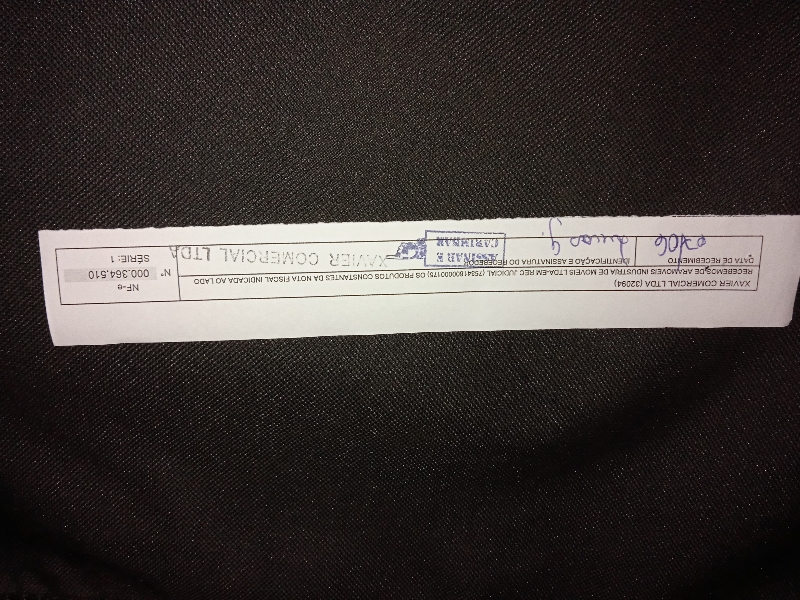 XAVIER COMERCIAL LTDA (32094)
RECEBEMOS DE ARAMOVEIS INDUSTRIA DE MOVEIS LTDA-EM REC JUDICIAL (75341800000175) OS PRODUTOS CONSTANTES DA NOTA FISCAL INDICADA AO LADO
DATA DE RECEBIMENTO
IDENTIFICAÇÃO E ASSINATURA DO RECEBEDOR
ASSINAR E
CARIMBAR
XAVIER COMERCIAL LTDA
NF-e
Nº 000.364.510
SÉRIE: 1